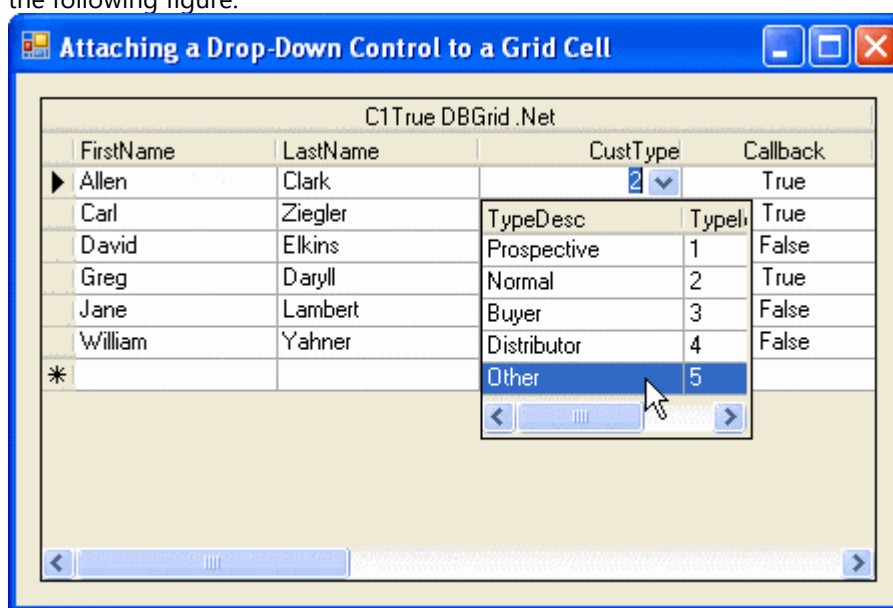 the following figure:
Attaching a Drop-Down Control to a Grid Cell
C1True DBGrid .Net
FirstName LastName CustType Callback
Allen Clark 2 True
Carl Ziegler True
David Elkins False
Greg Daryll True
Jane Lambert False
William Yahner False
*
TypeDesc TypeI
Prospective 1
Normal 2
Buyer 3
Distributor 4
Other 5